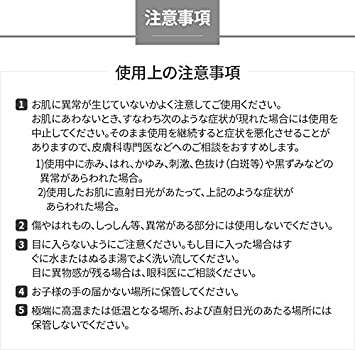 注意事項
使用上の注意事項
1 お肌に異常が生じていないかよく注意してご使用ください。
お肌にあわないとき、すなわち次のような症状が現れた場合には使用を
中止してください。そのまま使用を継続すると症状を悪化させることが
ありますので、皮膚科専門医などへのご相談をおすすめします。
1)使用中に赤み、はれ、かゆみ、刺激、色抜け（白斑等）や黒ずみなどの
異常があらわれた場合。
2)使用したお肌に直射日光があたって、上記のような症状が
あらわれた場合。
2 傷やはれもの、しっしん等、異常がある部分には使用しないでください。
3 目に入らないようにご注意ください。もし目に入った場合はす
ぐに水またはぬるま湯でよく洗い流してください。
目に異物感が残る場合は、眼科医にご相談ください。
4 お子様の手の届かない場所に保管してください。
5 極端に高温または低温となる場所、および直射日光のあたる場所には
保管しないでください。